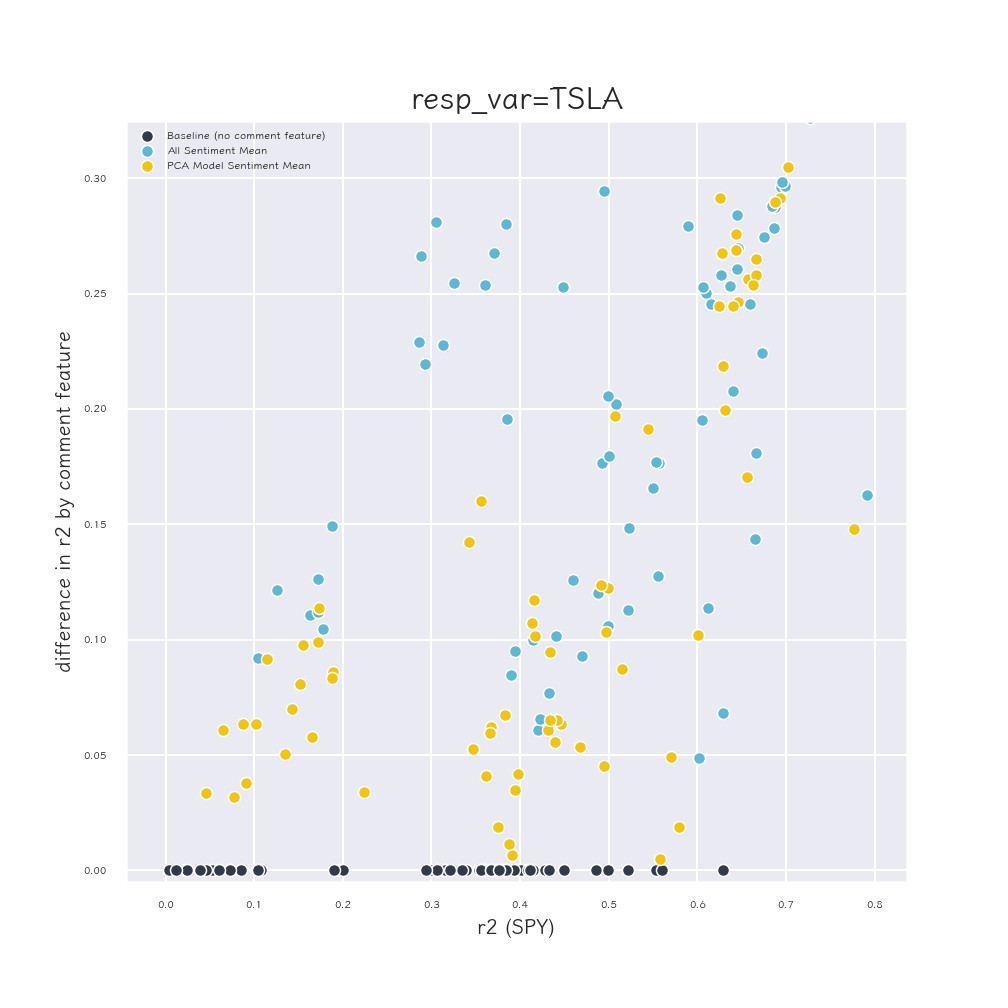 resp_var=TSLA
Baseline (no comment feature)
All Sentiment Mean
PCA Model Sentiment Mean
difference in r2 by comment feature
0.30
0.25
0.20
0.15
0.10
0.05
0.00
0.0 0.1 0.2 0.3 0.4 0.5 0.6 0.7 0.8
r2 (SPY)